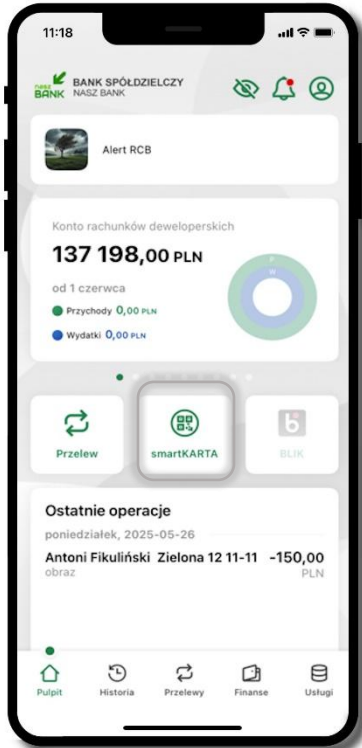 11:18
nasz BANK
BANK SPÓŁDZIELCZY
NASZ BANK
Alert RCB
Konto rachunków deweloperskich
137 198,00 PLN
od 1 czerwca
Przychody 0,00 PLN
Wydatki 0,00 PLN
P
W
Przelew
smartKARTA
BLIK
Ostatnie operacje
poniedziałek, 2025-05-26
Antoni Fikuliński Zielona 12 11-11 -150,00
obraz PLN
Pulpit
Historia
Przelewy
Finanse
Usługi